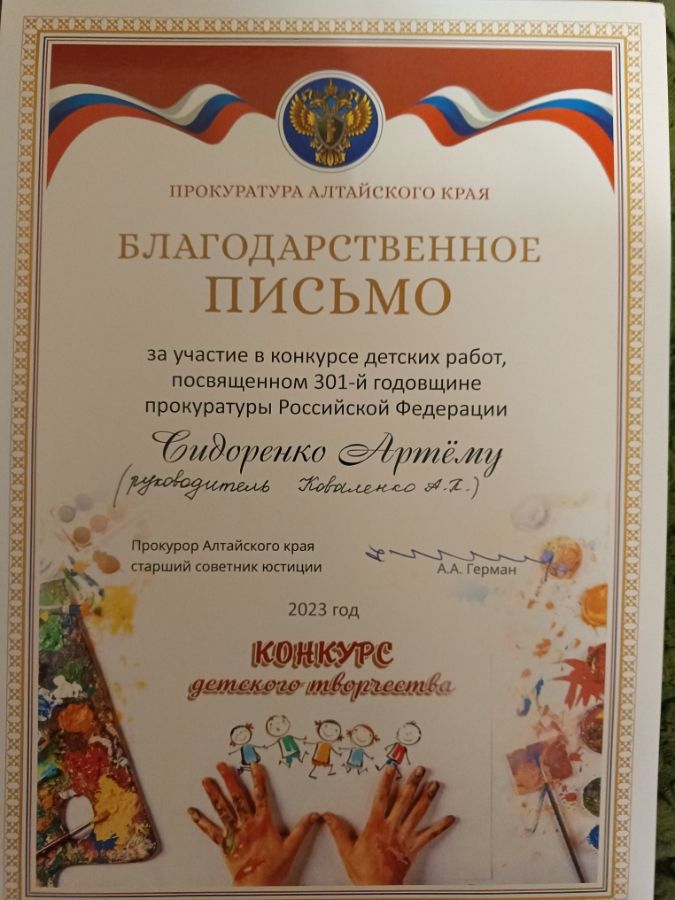 ПРОКУРАТУРА АЛТАЙСКОГО КРАЯ
БЛАГОДАРСТВЕННОЕ
ПИСЬМО
за участие в конкурсе детских работ,
посвященном 301-й годовщине
прокуратуры Российской Федерации
Сидоренко Артёму
(руководитель Коваленко А.П.)
Прокурор Алтайского края
старший советник юстиции
А.А. Герман
2023 год
КОНКУРС
детского творчества